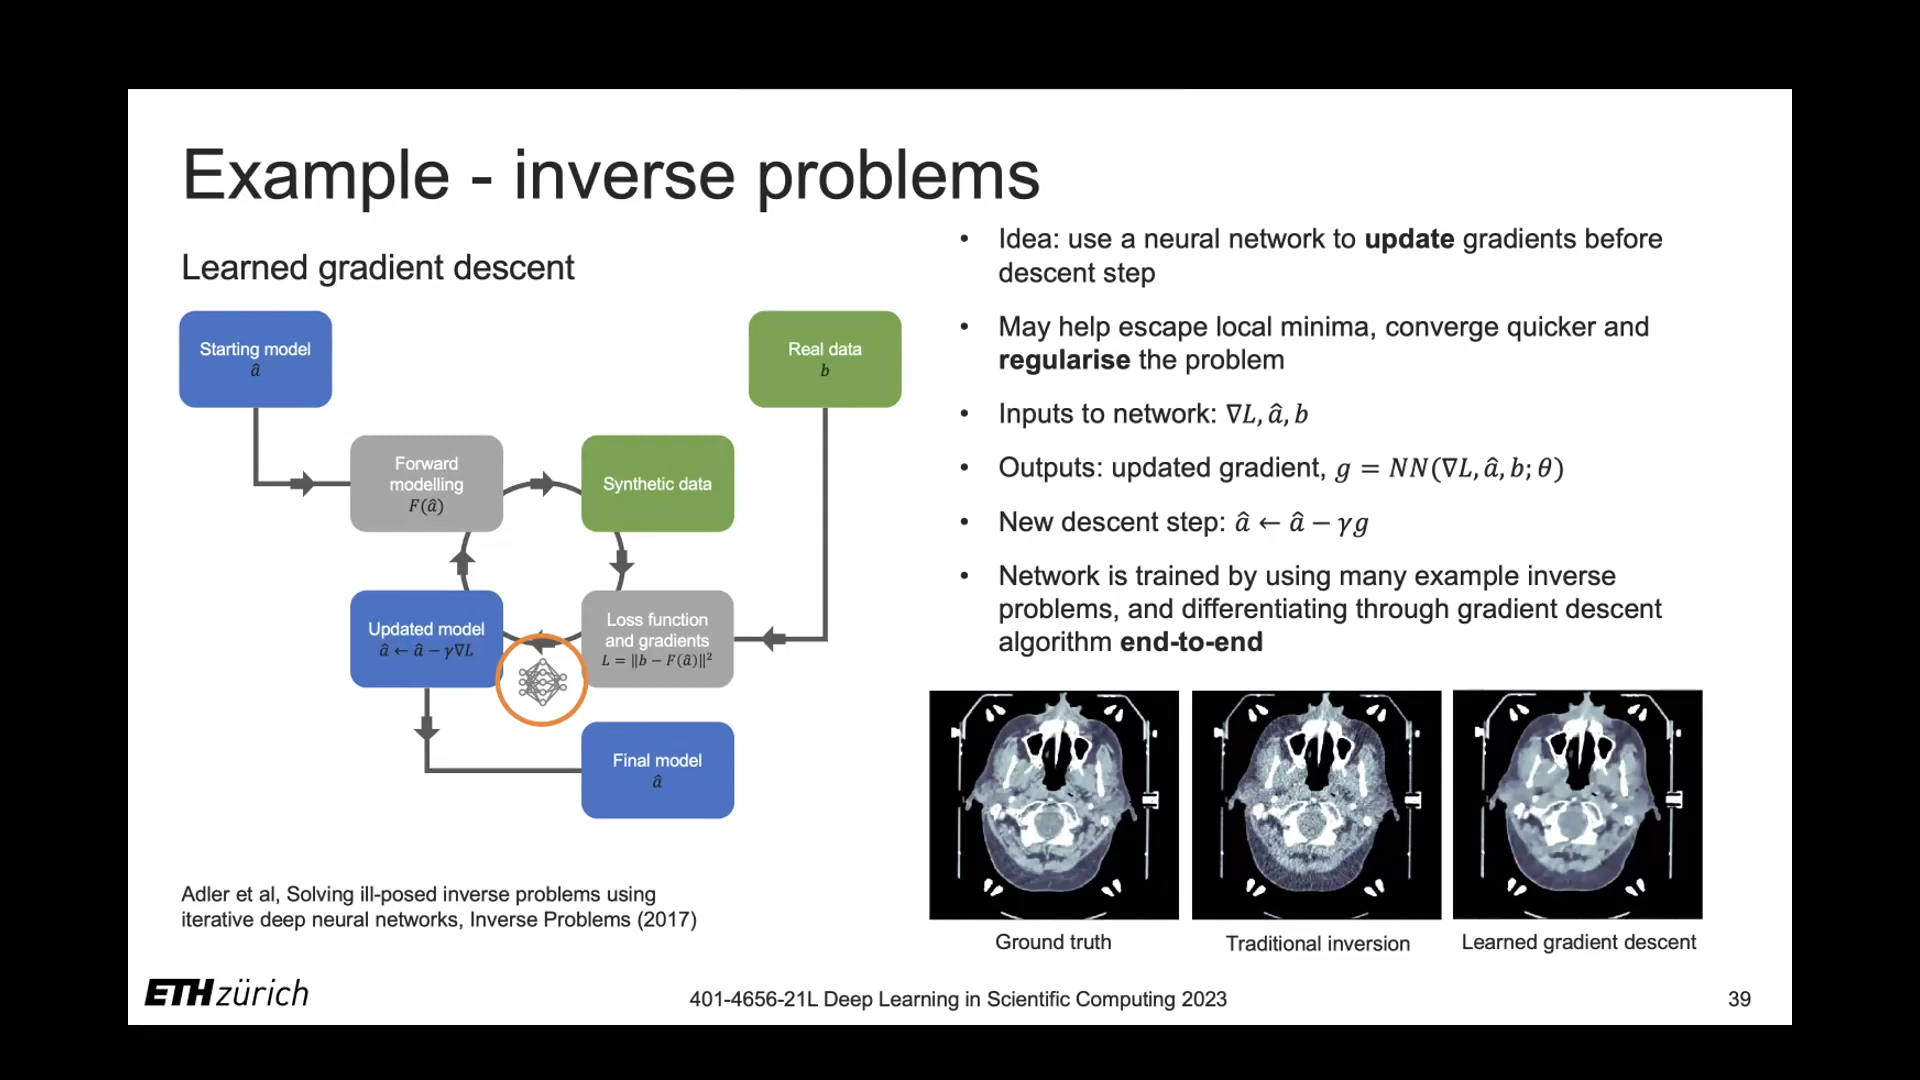 Example - inverse problems
Learned gradient descent
Starting model
â
Real data
b
Forward
modelling
F(â)
Synthetic data
Updated model
â ← â − γ∇L
Loss function
and gradients
L = ‖b − F(â)‖²
Final model
â
Adler et al, Solving ill-posed inverse problems using
iterative deep neural networks, Inverse Problems (2017)
• Idea: use a neural network to update gradients before
descent step
• May help escape local minima, converge quicker and
regularise the problem
• Inputs to network: ∇L, â, b
• Outputs: updated gradient, g = NN(∇L, â, b; θ)
• New descent step: â ← â − γg
• Network is trained by using many example inverse
problems, and differentiating through gradient descent
algorithm end-to-end
Ground truth
Traditional inversion
Learned gradient descent
ETH zürich
401-4656-21L Deep Learning in Scientific Computing 2023
39